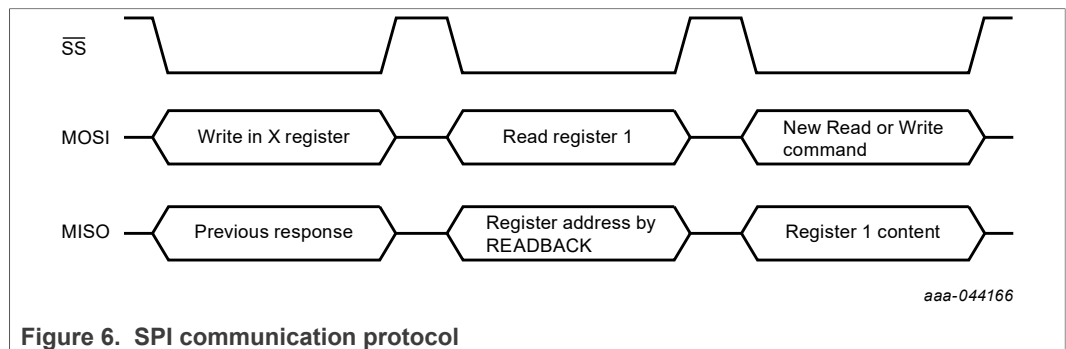 SS
MOSI
Write in X register
Read register 1
New Read or Write
command
MISO
Previous response
Register address by
READBACK
Register 1 content
aaa-044166
Figure 6. SPI communication protocol